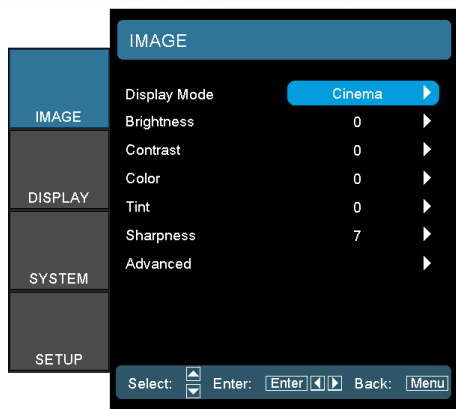 IMAGE
IMAGE
DISPLAY
SYSTEM
SETUP
Display Mode Cinema
Brightness 0
Contrast 0
Color 0
Tint 0
Sharpness 7
Advanced
Select: Enter: Enter Back: Menu